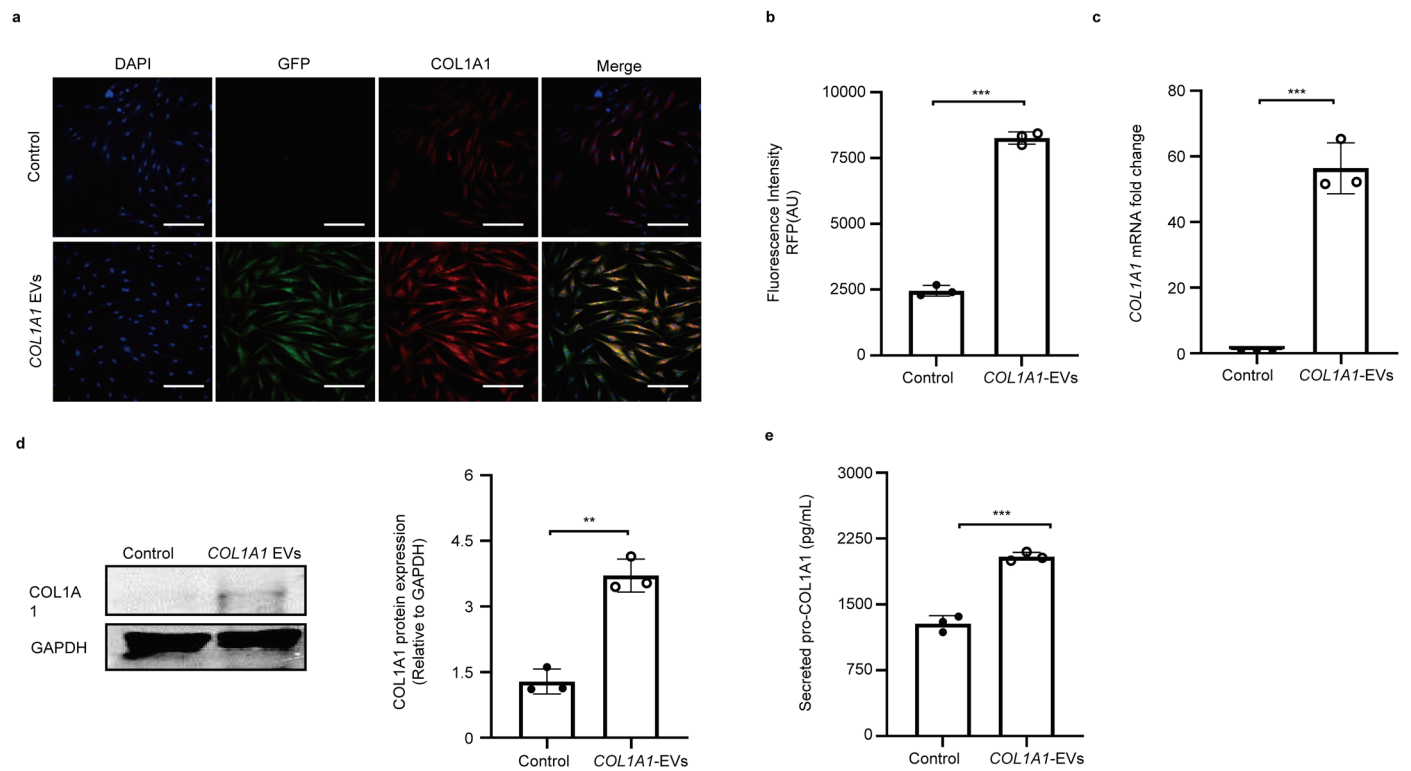 a
DAPI
GFP
COL1A1
Merge
Control
COL1A1 EVs
b
Fluorescence Intensity
RFP(AU)
10000
7500
5000
2500
0
***
Control
COL1A1-EVs
c
COL1A1 mRNA fold change
80
60
40
20
0
***
Control
COL1A1-EVs
d
Control
COL1A1 EVs
COL1A
1
GAPDH
COL1A1 protein expression
(Relative to GAPDH)
6
4.5
3
1.5
0
**
Control
COL1A1-EVs
e
Secreted pro-COL1A1 (pg/mL)
3000
2250
1500
750
0
***
Control
COL1A1-EVs